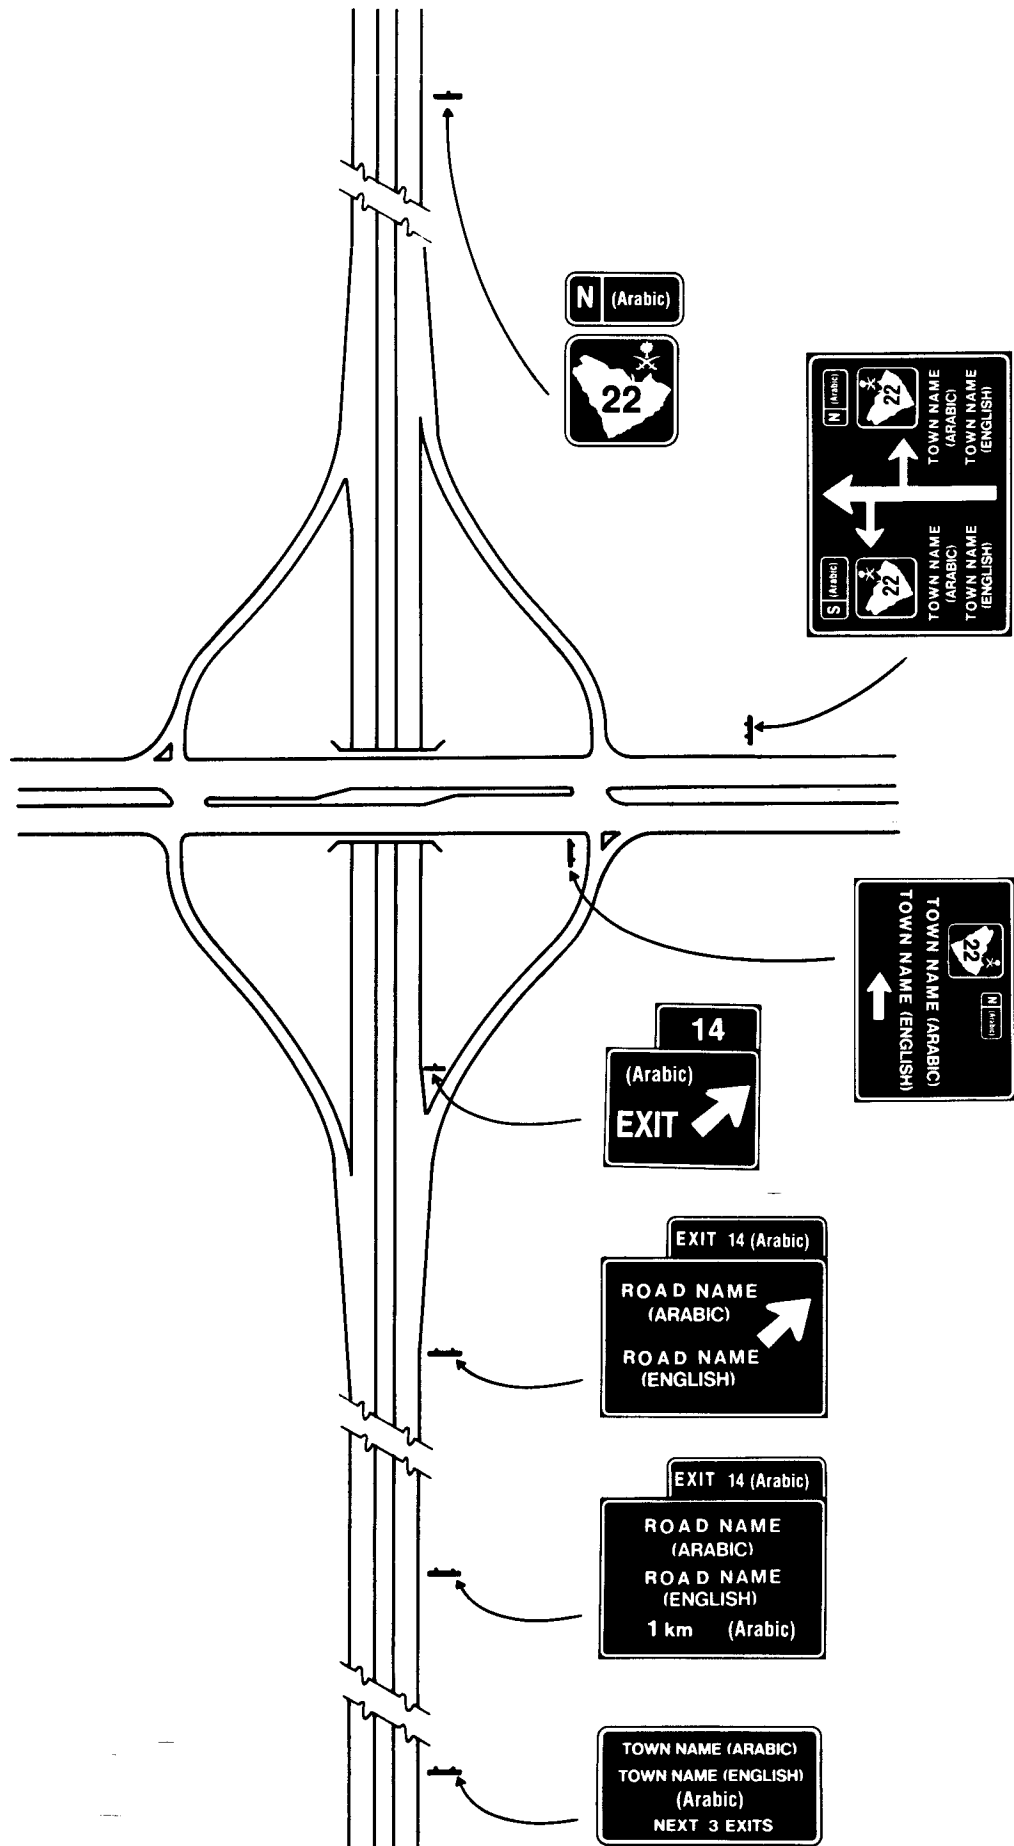 N (Arabic)
22
N (Arabic)
22
TOWN NAME
(ARABIC)
TOWN NAME
(ENGLISH)
S (Arabic)
22
TOWN NAME
(ARABIC)
TOWN NAME
(ENGLISH)
22
N (Arabic)
TOWN NAME (ARABIC)
TOWN NAME (ENGLISH)
14
(Arabic)
EXIT
EXIT 14 (Arabic)
ROAD NAME
(ARABIC)
ROAD NAME
(ENGLISH)
EXIT 14 (Arabic)
ROAD NAME
(ARABIC)
ROAD NAME
(ENGLISH)
1 km (Arabic)
TOWN NAME (ARABIC)
TOWN NAME (ENGLISH)
(Arabic)
NEXT 3 EXITS